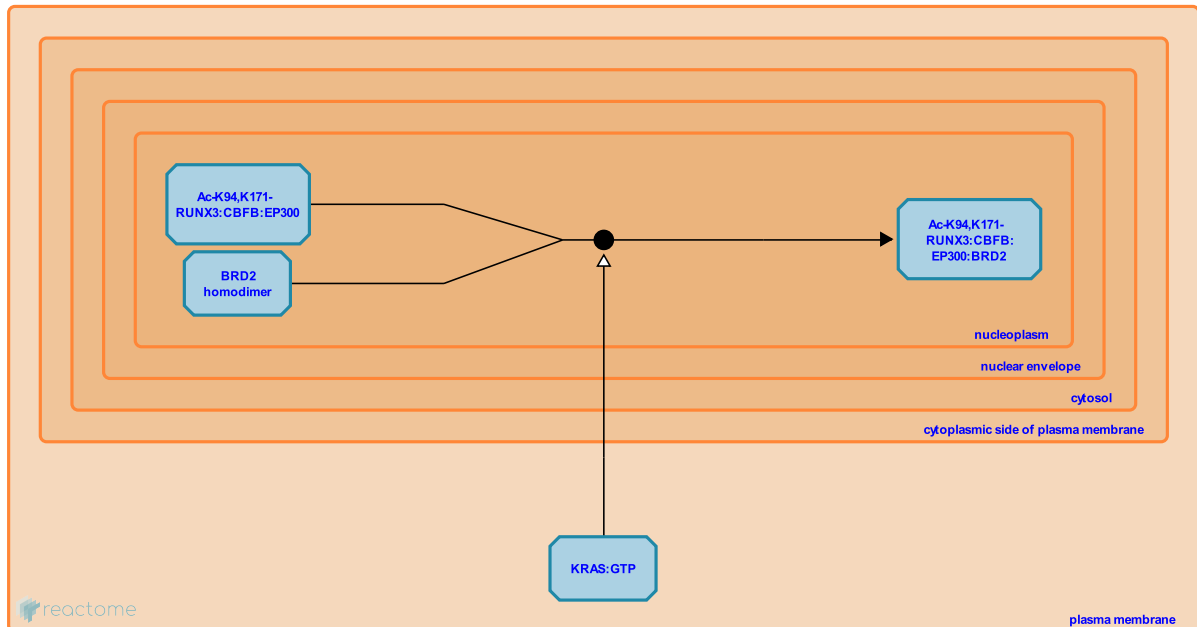 Ac-K94,K171-
RUNX3:CBFB:EP300
BRD2
homodimer
Ac-K94,K171-
RUNX3:CBFB:
EP300:BRD2
nucleoplasm
nuclear envelope
cytosol
cytoplasmic side of plasma membrane
KRAS:GTP
reactome
plasma membrane